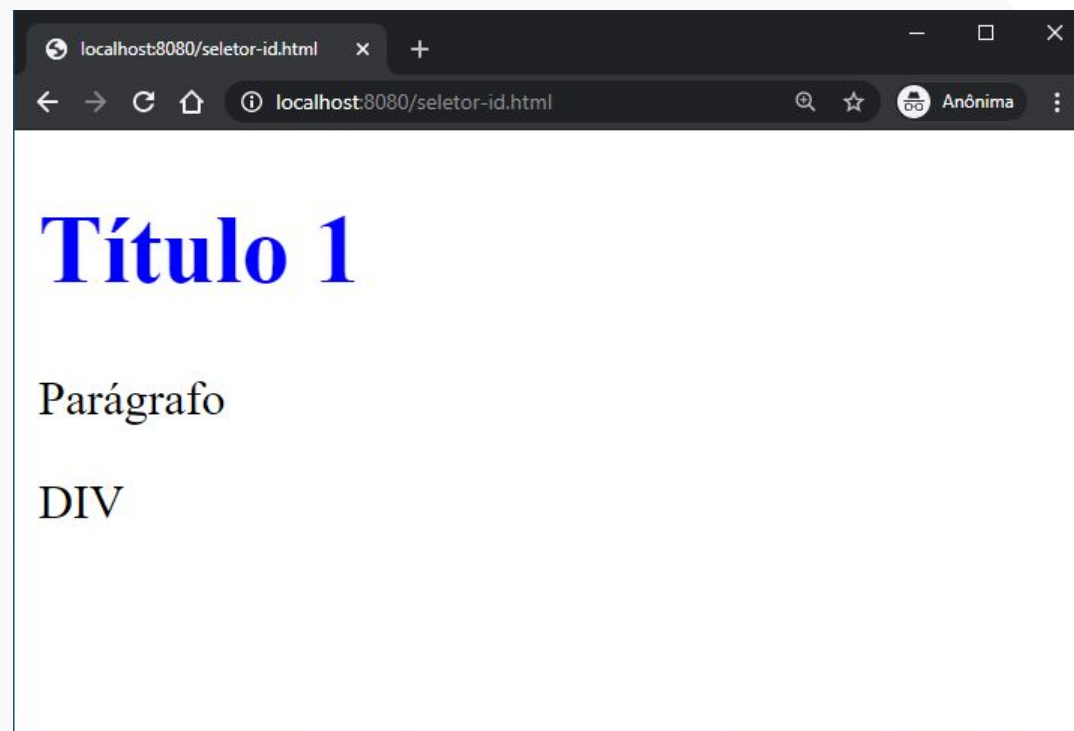 localhost:8080/seletor-id.html
localhost:8080/seletor-id.html
Anônima
Título 1
Parágrafo
DIV